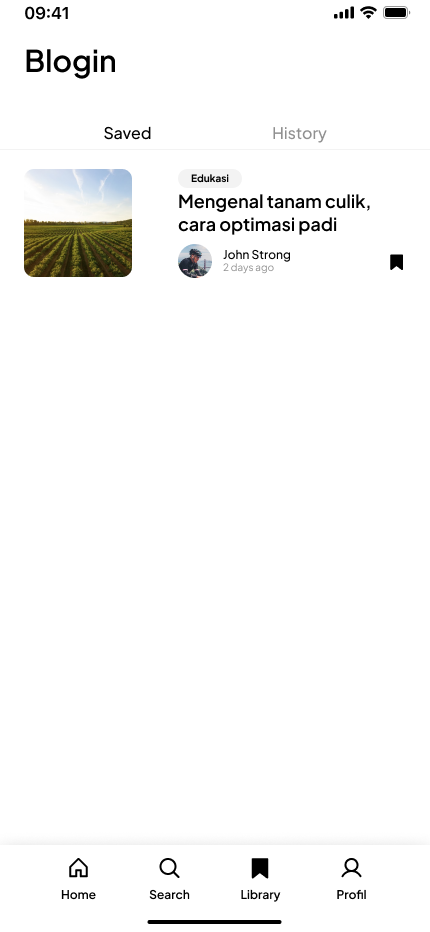 09:41
Blogin
Saved
History
Edukasi
Mengenal tanam culik,
cara optimasi padi
John Strong
2 days ago
Home
Search
Library
Profil